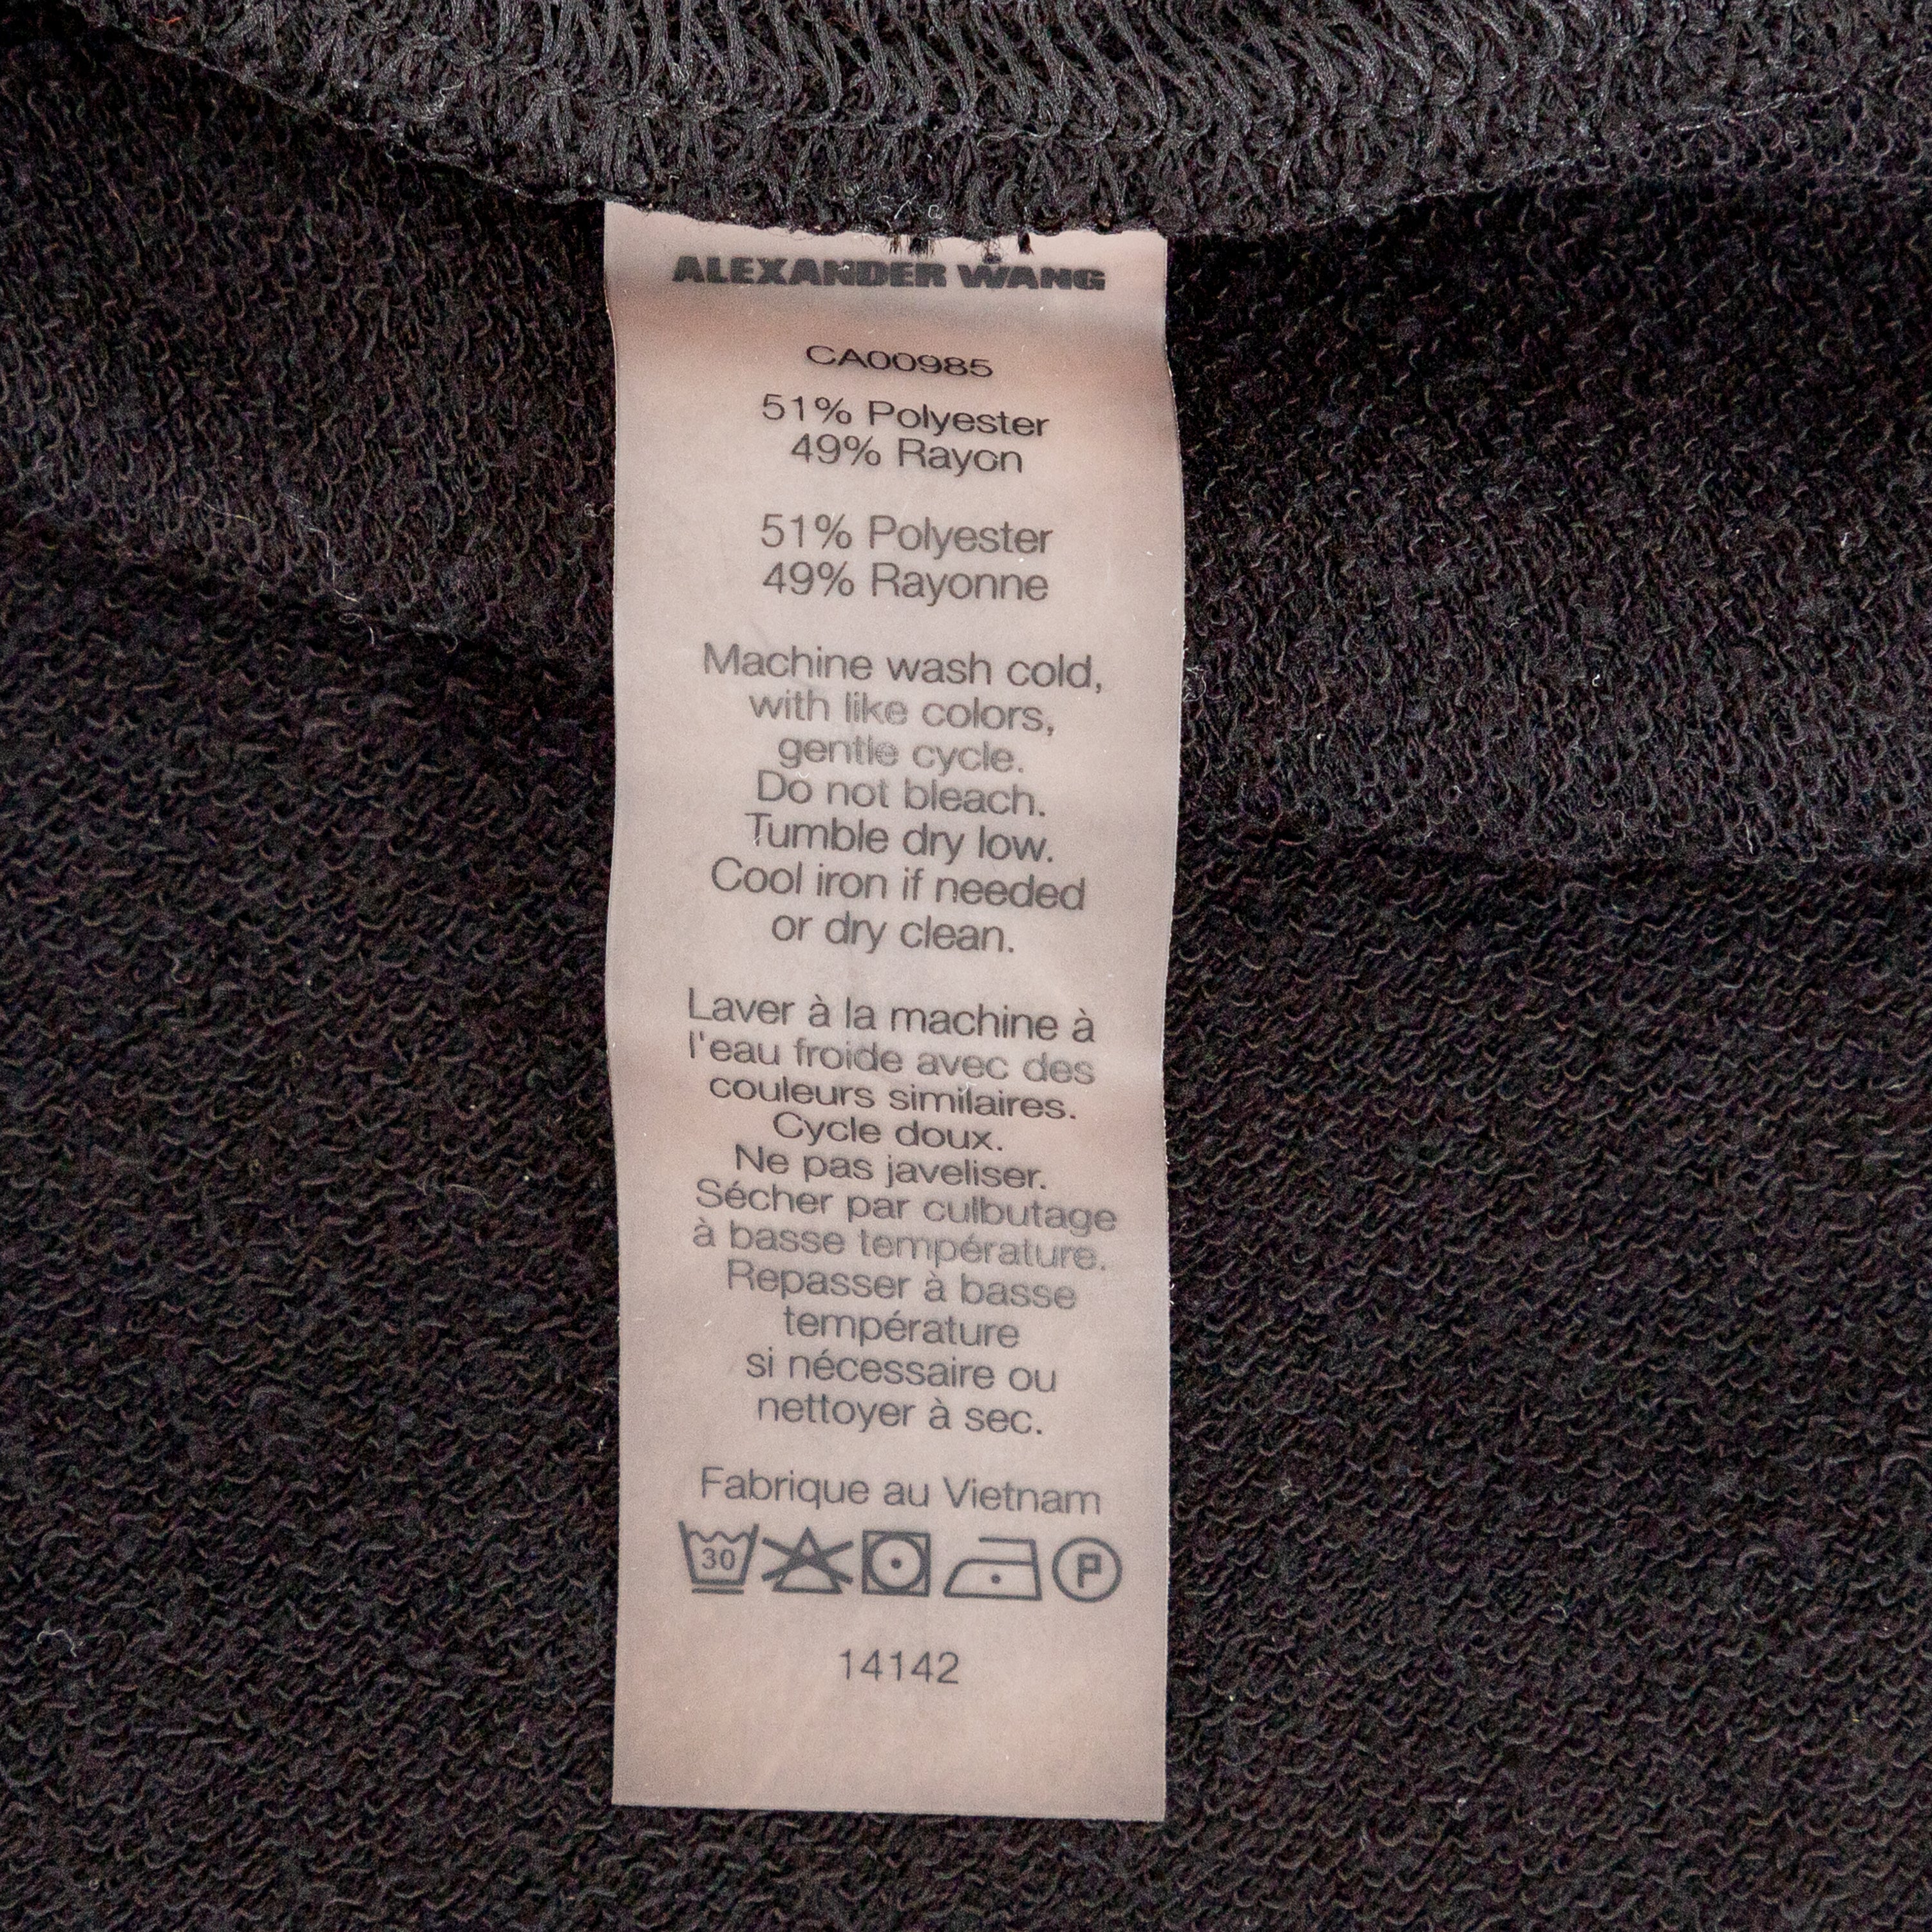 ALEXANDER WANG
CA00985
51% Polyester
49% Rayon
51% Polyester
49% Rayonne
Machine wash cold,
with like colors,
gentle cycle.
Do not bleach.
Tumble dry low.
Cool iron if needed
or dry clean.
Laver à la machine à
l'eau froide avec des
couleurs similaires.
Cycle doux.
Ne pas javeliser.
Sécher par culbutage
à basse température.
Repasser à basse
température
si nécessaire ou
nettoyer à sec.
Fabrique au Vietnam
30 P
14142